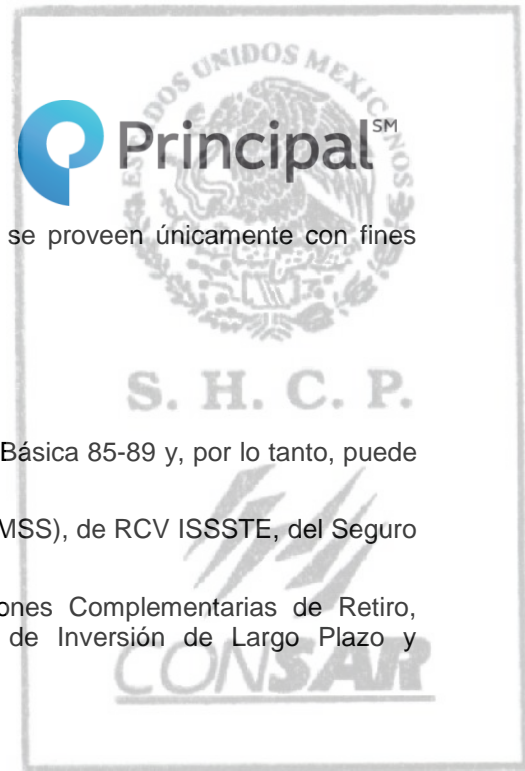 ESTADOS UNIDOS MEXICANOS
Principal℠
se proveen únicamente con fines
S. H. C. P.
Básica 85-89 y, por lo tanto, puede
MSS), de RCV ISSSTE, del Seguro
ones Complementarias de Retiro,
de Inversión de Largo Plazo y
CONSAR